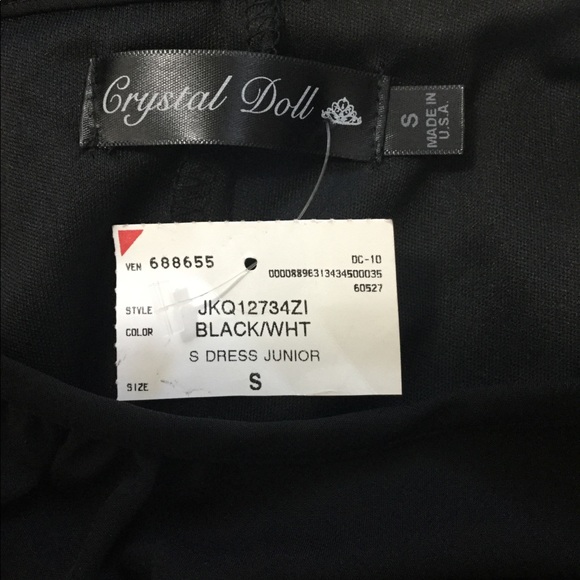 Crystal Doll
S
MADE IN
U.S.A.
VEN 688655
DC-10
00008896313434500035
60527
STYLE JKQ12734ZI
COLOR BLACK/WHT
S DRESS JUNIOR
SIZE S